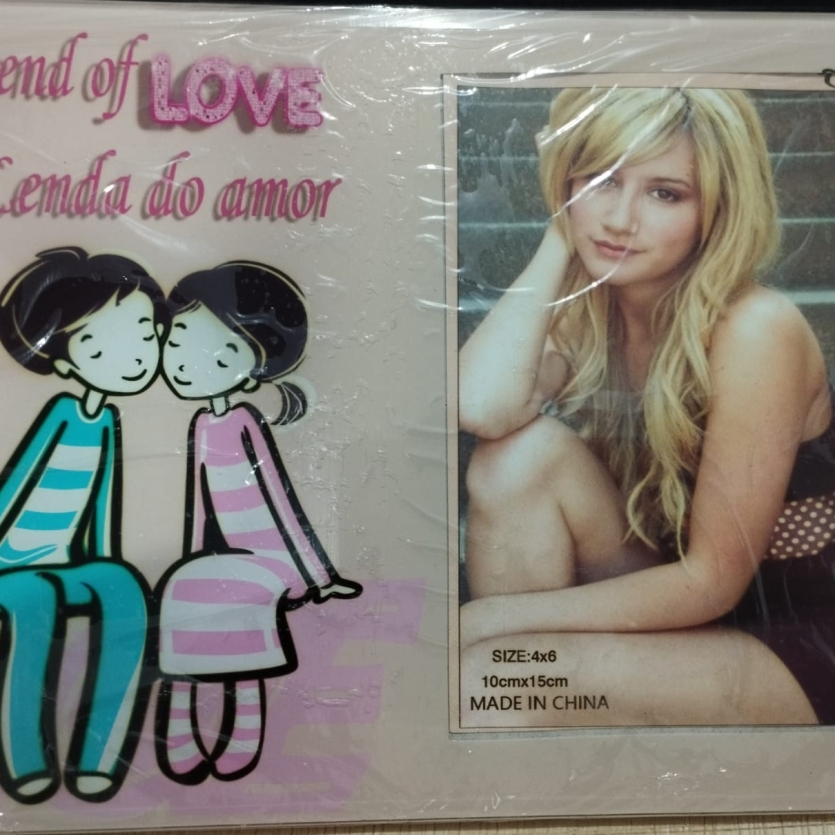 end of LOVE
Lenda do amor
SIZE:4x6
10cmx15cm
MADE IN CHINA